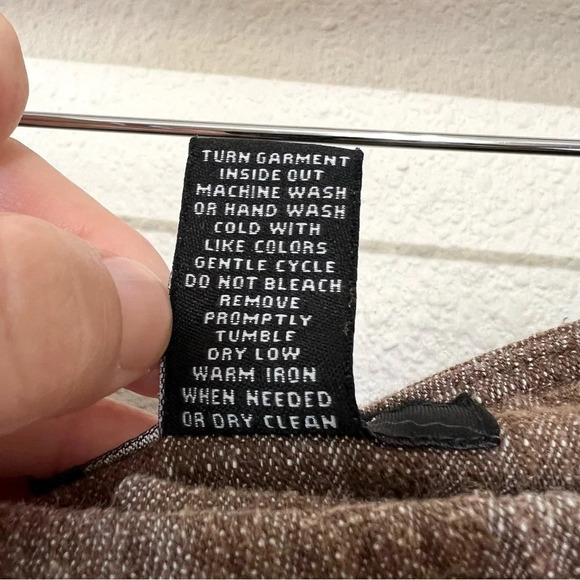 TURN GARMENT
INSIDE OUT
MACHINE WASH
OR HAND WASH
COLD WITH
LIKE COLORS
GENTLE CYCLE
DO NOT BLEACH
REMOVE
PROMPTLY
TUMBLE
DRY LOW
WARM IRON
WHEN NEEDED
OR DRY CLEAN